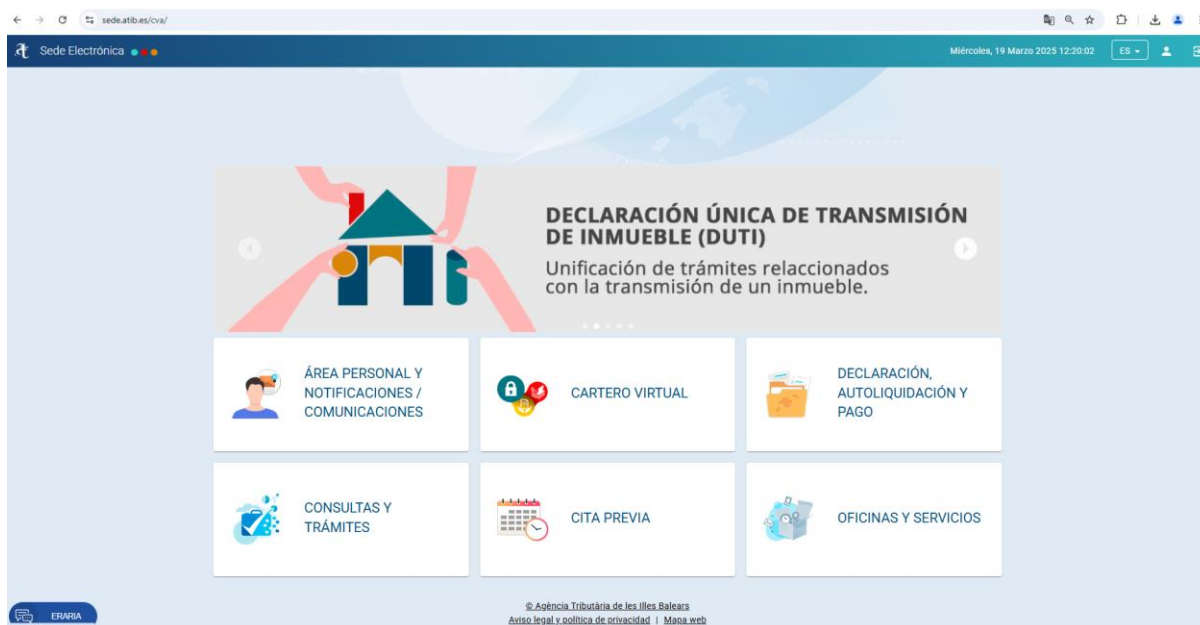 sede.atib.es/cva/
Sede Electrónica
Miércoles, 19 Marzo 2025 12:20:02
ES
DECLARACIÓN ÚNICA DE TRANSMISIÓN
DE INMUEBLE (DUTI)
Unificación de trámites relaccionados
con la transmisión de un inmueble.
ÁREA PERSONAL Y
NOTIFICACIONES /
COMUNICACIONES
CARTERO VIRTUAL
DECLARACIÓN,
AUTOLIQUIDACIÓN Y
PAGO
CONSULTAS Y
TRÁMITES
CITA PREVIA
OFICINAS Y SERVICIOS
© Agència Tributària de les Illes Balears
Aviso legal y política de privacidad | Mapa web
ERARIA